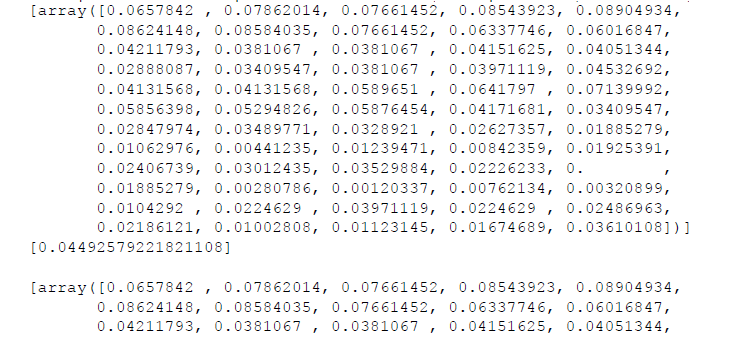 [array([0.0657842 , 0.07862014, 0.07661452, 0.08543923, 0.08904934,
0.08624148, 0.08584035, 0.07661452, 0.06337746, 0.06016847,
0.04211793, 0.0381067 , 0.0381067 , 0.04151625, 0.04051344,
0.02888087, 0.03409547, 0.0381067 , 0.03971119, 0.04532692,
0.04131568, 0.04131568, 0.0589651 , 0.0641797 , 0.07139992,
0.05856398, 0.05294826, 0.05876454, 0.04171681, 0.03409547,
0.02847974, 0.03489771, 0.0328921 , 0.02627357, 0.01885279,
0.01062976, 0.00441235, 0.01239471, 0.00842359, 0.01925391,
0.02406739, 0.03012435, 0.03529884, 0.02226233, 0. ,
0.01885279, 0.00280786, 0.00120337, 0.00762134, 0.00320899,
0.0104292 , 0.0224629 , 0.03971119, 0.0224629 , 0.02486963,
0.02186121, 0.01002808, 0.01123145, 0.01674689, 0.03610108])]
[0.04492579221821108]
[array([0.0657842 , 0.07862014, 0.07661452, 0.08543923, 0.08904934,
0.08624148, 0.08584035, 0.07661452, 0.06337746, 0.06016847,
0.04211793, 0.0381067 , 0.0381067 , 0.04151625, 0.04051344,